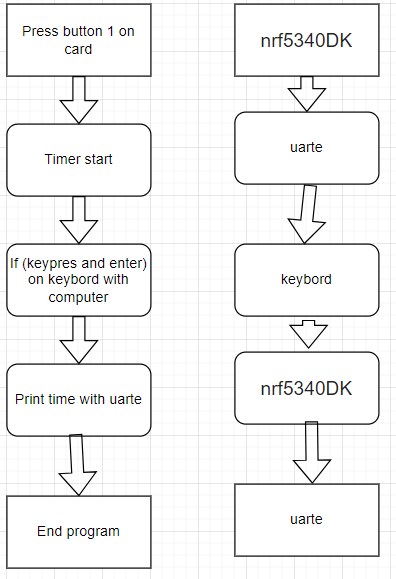 Press button 1 on
card
Timer start
If (keypres and enter)
on keybord with
computer
Print time with uarte
End program
nrf5340DK
uarte
keybord
nrf5340DK
uarte